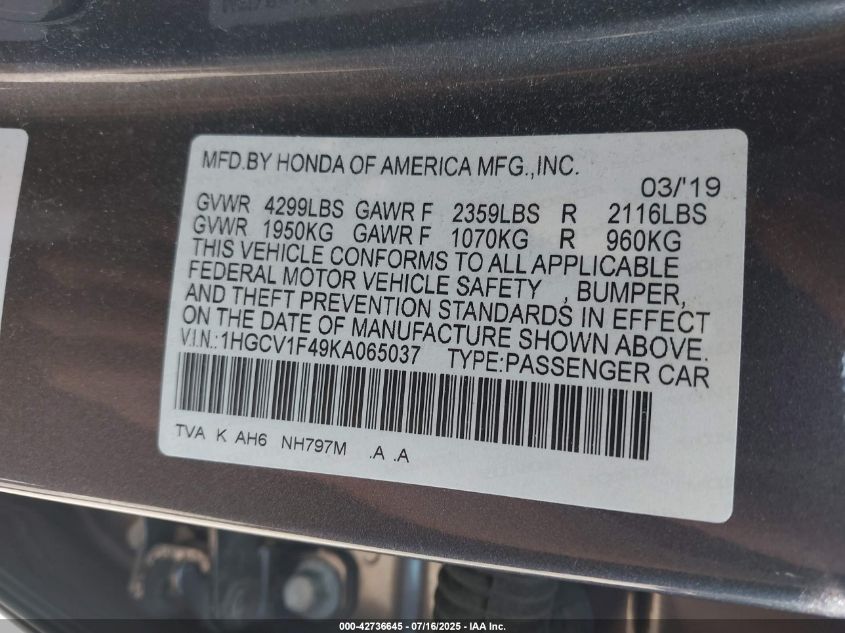 MFD.BY HONDA OF AMERICA MFG.,INC.
03/'19
GVWR 4299LBS GAWR F 2359LBS R 2116LBS
GVWR 1950KG GAWR F 1070KG R 960KG
THIS VEHICLE CONFORMS TO ALL APPLICABLE
FEDERAL MOTOR VEHICLE SAFETY , BUMPER,
AND THEFT PREVENTION STANDARDS IN EFFECT
ON THE DATE OF MANUFACTURE SHOWN ABOVE.
V.I.N.:1HGCV1F49KA065037 TYPE:PASSENGER CAR
TVA K AH6 NH797M .A .A
000-42736645 - 07/16/2025 - IAA Inc.